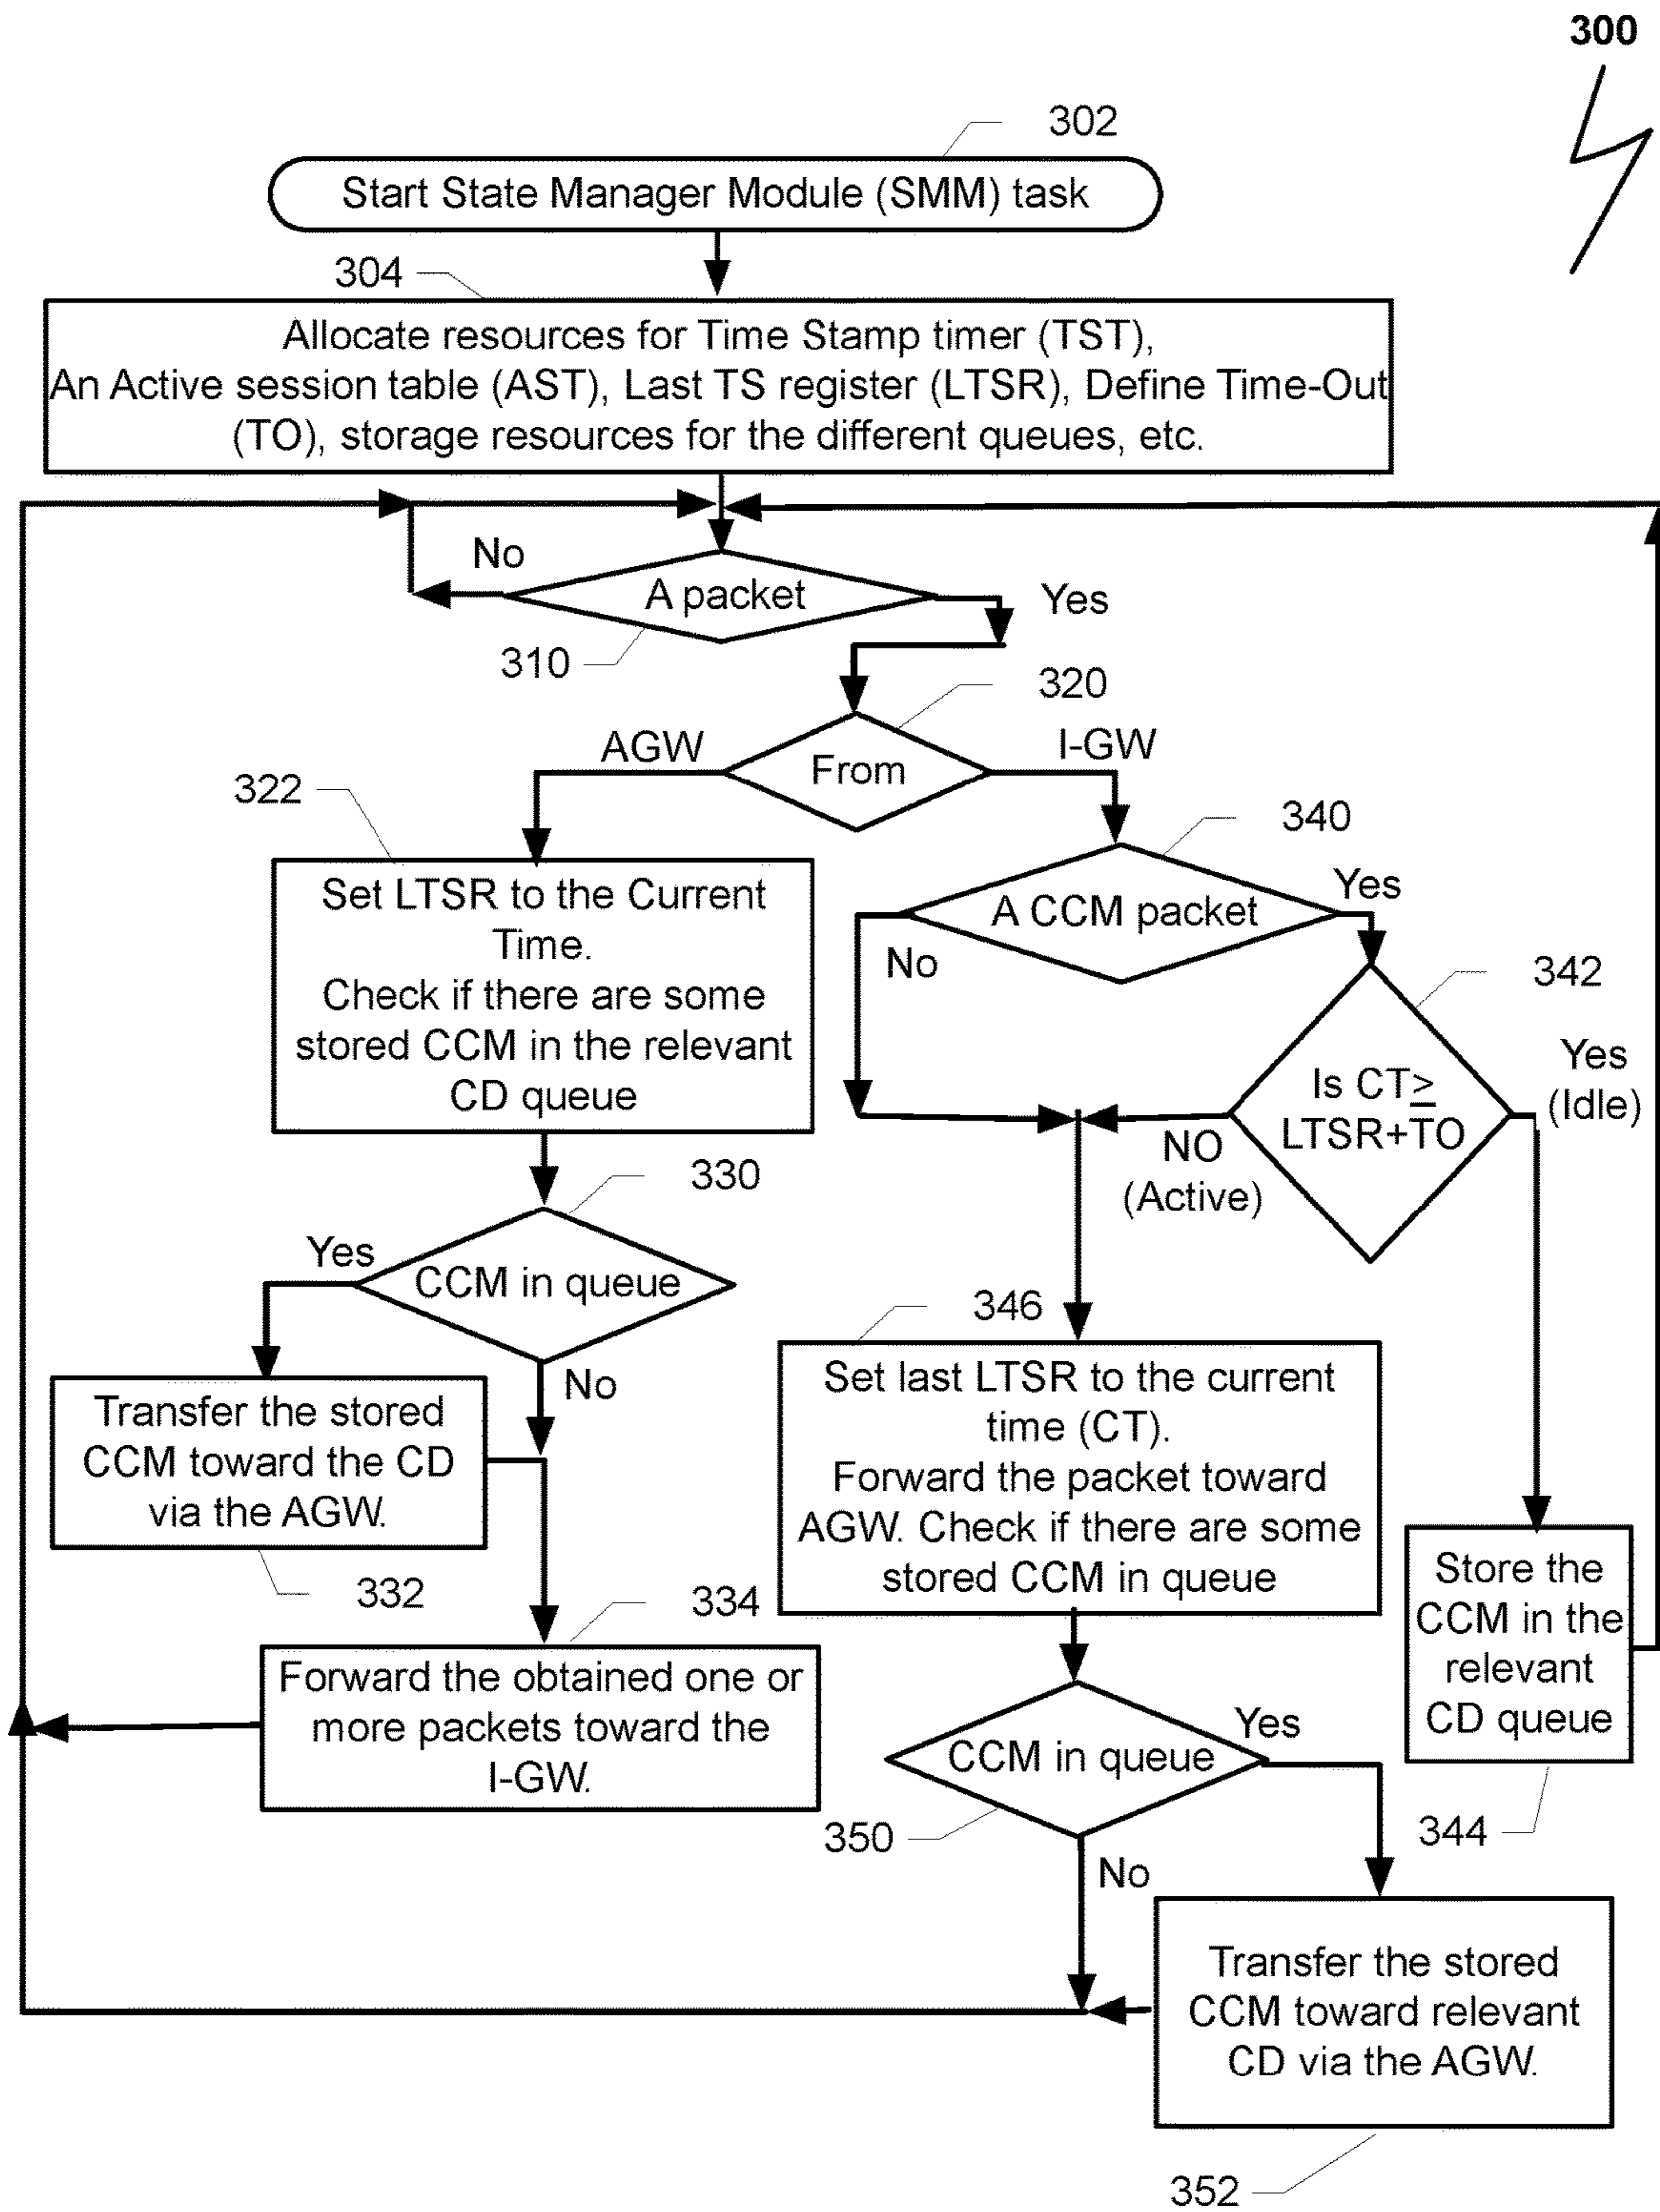 300
302
Start State Manager Module (SMM) task
304
Allocate resources for Time Stamp timer (TST),
An Active session table (AST), Last TS register (LTSR), Define Time-Out
(TO), storage resources for the different queues, etc.
No
A packet
Yes
310
320
AGW
I-GW
From
322
340
Set LTSR to the Current
Time.
Check if there are some
stored CCM in the relevant
CD queue
A CCM packet
Yes
No
342
Is CT≥
LTSR+TO
Yes
(Idle)
NO
(Active)
330
Yes
CCM in queue
No
346
Transfer the stored
CCM toward the CD
via the AGW.
332
Set last LTSR to the current
time (CT).
Forward the packet toward
AGW. Check if there are some
stored CCM in queue
Store the
CCM in the
relevant
CD queue
344
334
Forward the obtained one or
more packets toward the
I-GW.
CCM in queue
Yes
350
No
Transfer the stored
CCM toward relevant
CD via the AGW.
352